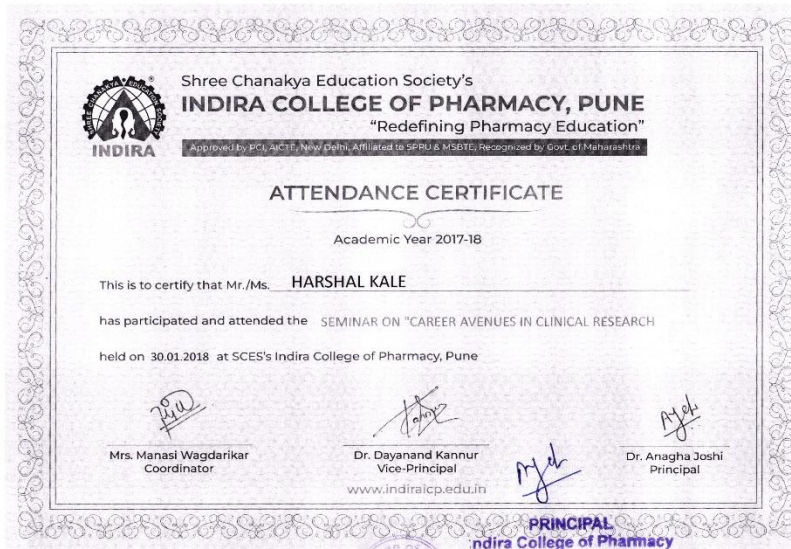 Shree Chanakya Education Society's
INDIRA COLLEGE OF PHARMACY, PUNE
"Redefining Pharmacy Education"
Approved by PCI, AICTE, New Delhi, Affiliated to SPPU & MSBTE, Recognized by Govt. of Maharashtra
SHREE CHANAKYA EDUCATION SOCIETY
®
INDIRA
ATTENDANCE CERTIFICATE
Academic Year 2017-18
This is to certify that Mr./Ms. HARSHAL KALE
has participated and attended the SEMINAR ON "CAREER AVENUES IN CLINICAL RESEARCH
held on 30.01.2018 at SCES's Indira College of Pharmacy, Pune
Mrs. Manasi Wagdarikar
Coordinator
Dr. Dayanand Kannur
Vice-Principal
Dr. Anagha Joshi
Principal
www.indiraicp.edu.in
PRINCIPAL
ndira College of Pharmacy